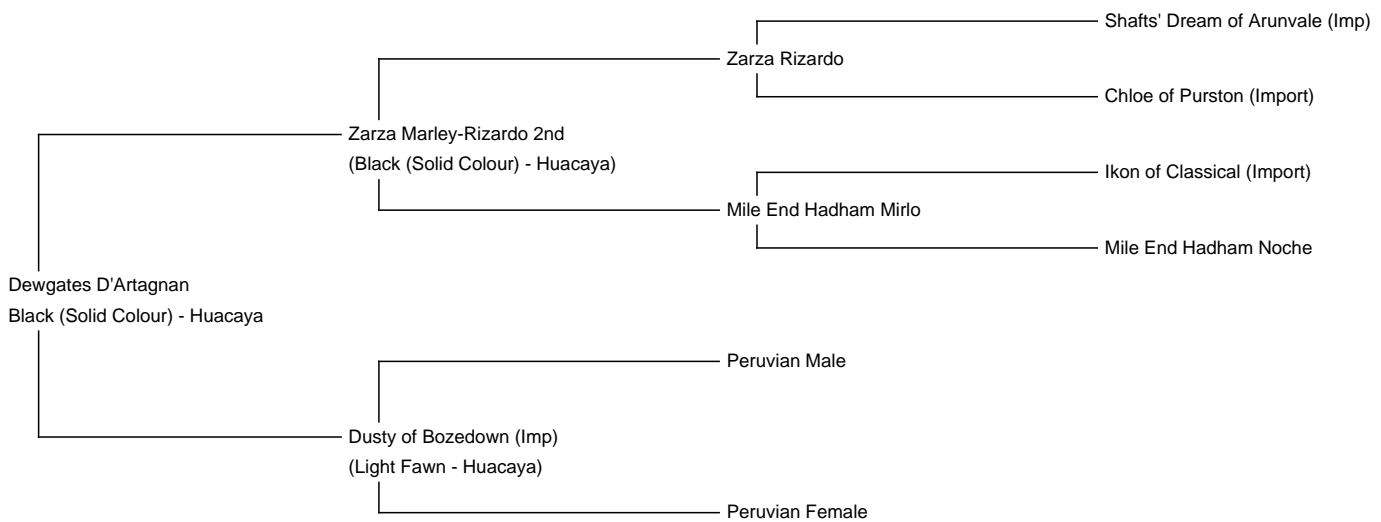 Shafts' Dream of Arunvale (Imp)
Zarza Rizardo
Chloe of Purston (Import)
Zarza Marley-Rizardo 2nd
(Black (Solid Colour) - Huacaya)
Ikon of Classical (Import)
Mile End Hadham Mirlo
Mile End Hadham Noche
Dewgates D'Artagnan
Black (Solid Colour) - Huacaya
Peruvian Male
Dusty of Bozedown (Imp)
(Light Fawn - Huacaya)
Peruvian Female